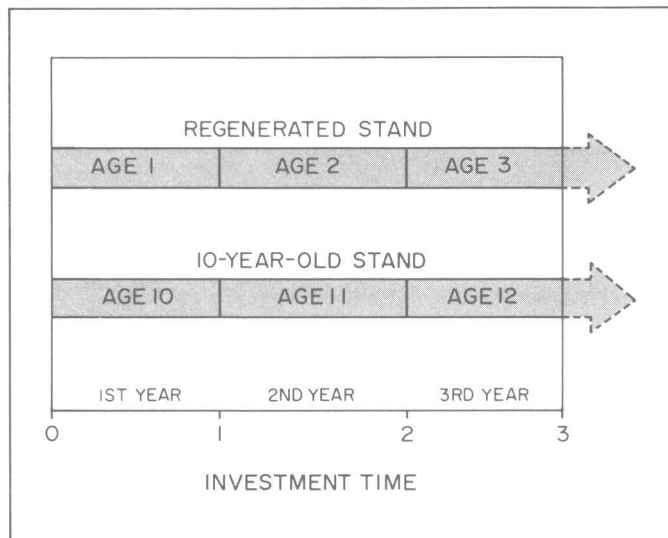 REGENERATED STAND
AGE 1 AGE 2 AGE 3
10-YEAR-OLD STAND
AGE 10 AGE 11 AGE 12
1ST YEAR 2ND YEAR 3RD YEAR
0 1 2 3
INVESTMENT TIME